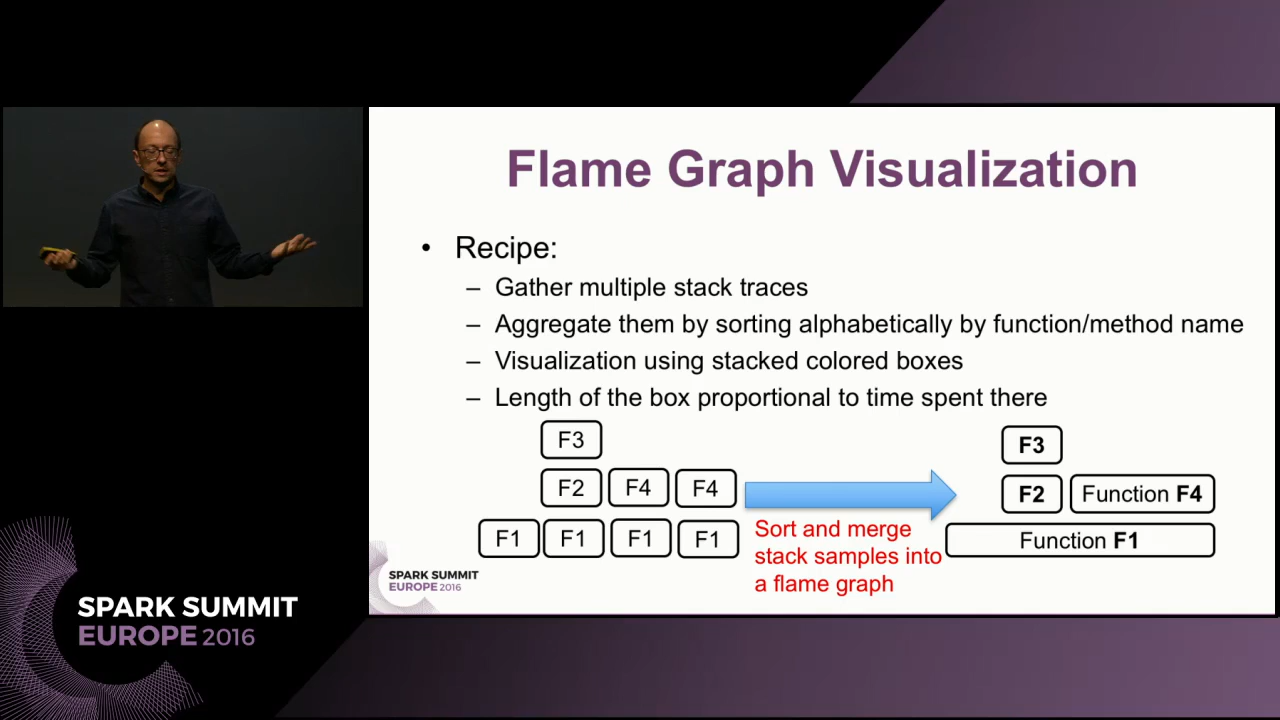 Flame Graph Visualization
• Recipe:
– Gather multiple stack traces
– Aggregate them by sorting alphabetically by function/method name
– Visualization using stacked colored boxes
– Length of the box proportional to time spent there
F3
F2 F4 F4
F1 F1 F1 F1
Sort and merge
stack samples into
a flame graph
F3
F2 Function F4
Function F1
SPARK SUMMIT
EUROPE 2016
SPARK SUMMIT
EUROPE 2016